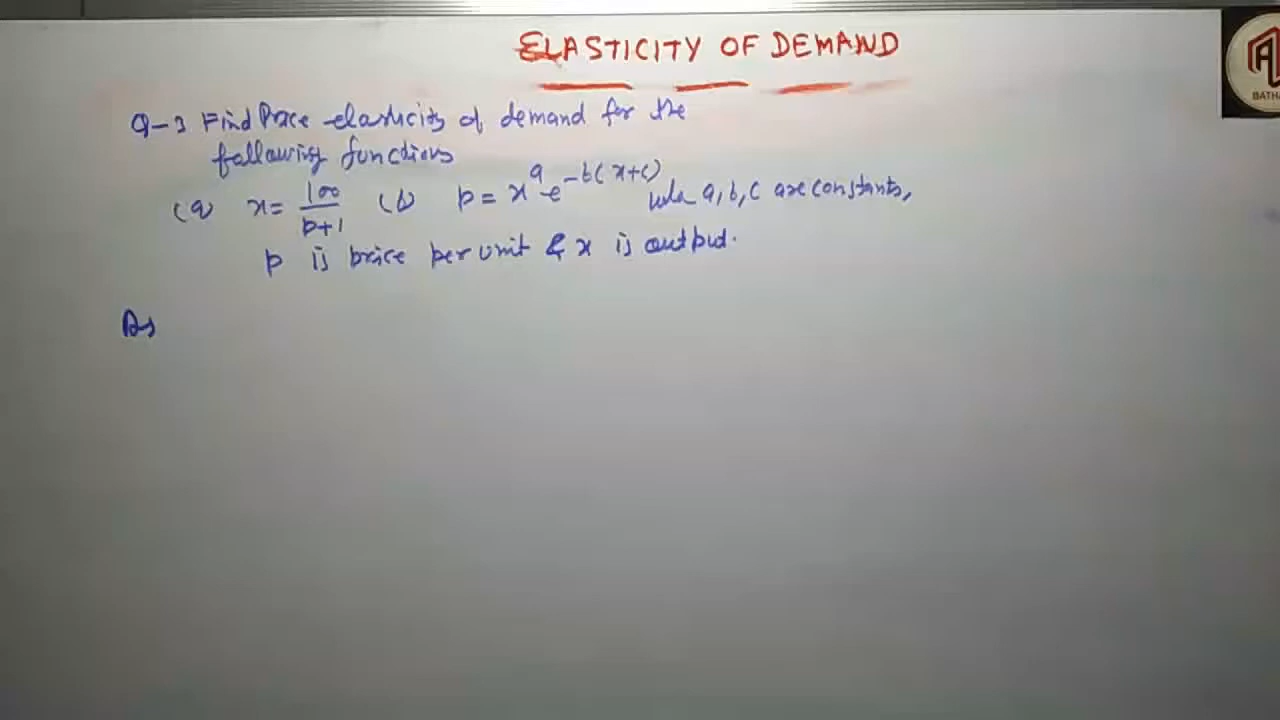 ELASTICITY OF DEMAND
Q-3 Find Price elasticity of demand for the
following functions
(a) x = 100/p+1 (b) p = x^a e^-b(x+c) where a, b, c are constants,
p is price per unit & x is output.
Ans
BATH